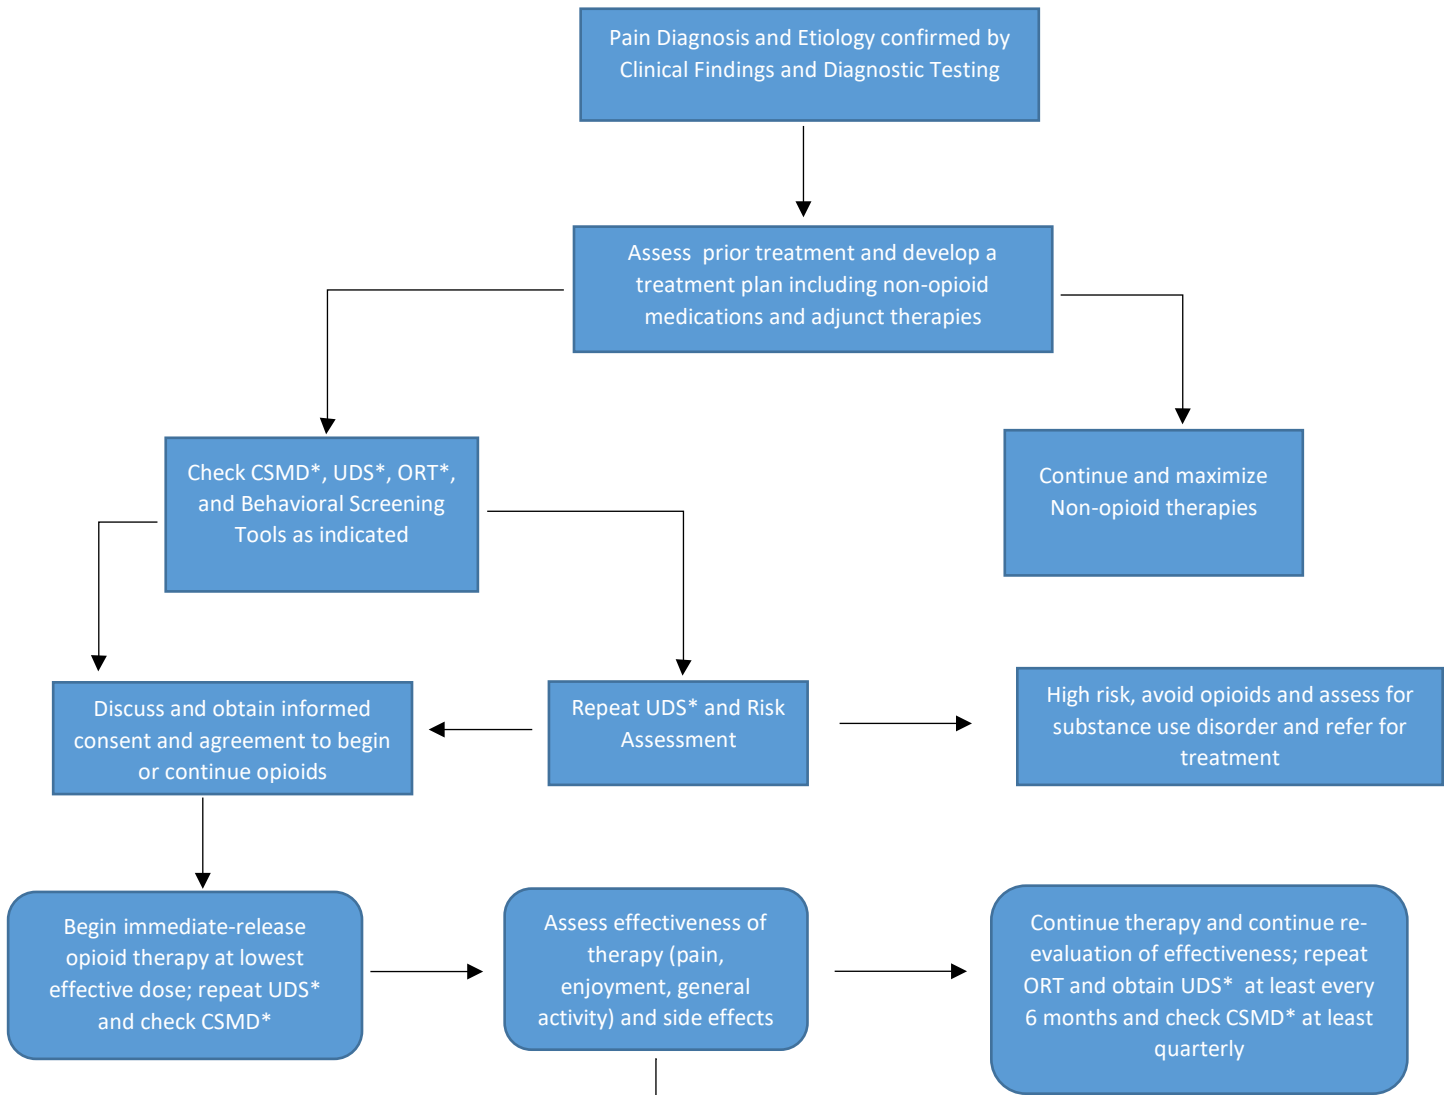 Pain Diagnosis and Etiology confirmed by
Clinical Findings and Diagnostic Testing
Assess prior treatment and develop a
treatment plan including non-opioid
medications and adjunct therapies
Check CSMD*, UDS*, ORT*,
and Behavioral Screening
Tools as indicated
Continue and maximize
Non-opioid therapies
Discuss and obtain informed
consent and agreement to begin
or continue opioids
Repeat UDS* and Risk
Assessment
High risk, avoid opioids and assess for
substance use disorder and refer for
treatment
Begin immediate-release
opioid therapy at lowest
effective dose; repeat UDS*
and check CSMD*
Assess effectiveness of
therapy (pain,
enjoyment, general
activity) and side effects
Continue therapy and continue re-
evaluation of effectiveness; repeat
ORT and obtain UDS* at least every
6 months and check CSMD* at least
quarterly